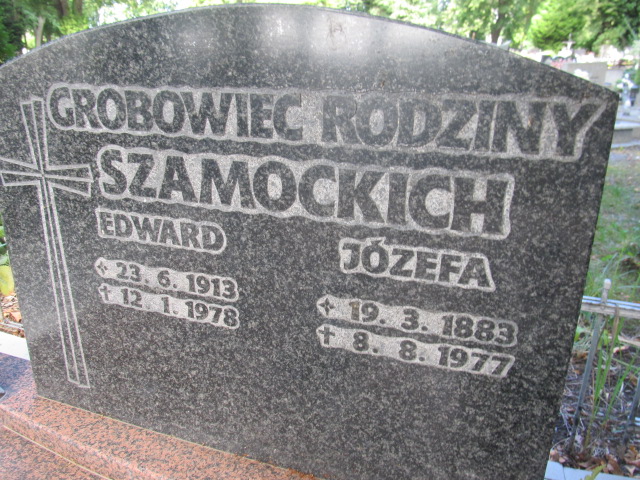 GROBOWIEC RODZINY
SZAMOCKICH
EDWARD
23. 6. 1913
12. 1. 1978
JÓZEFA
19. 3. 1883
8. 8. 1977